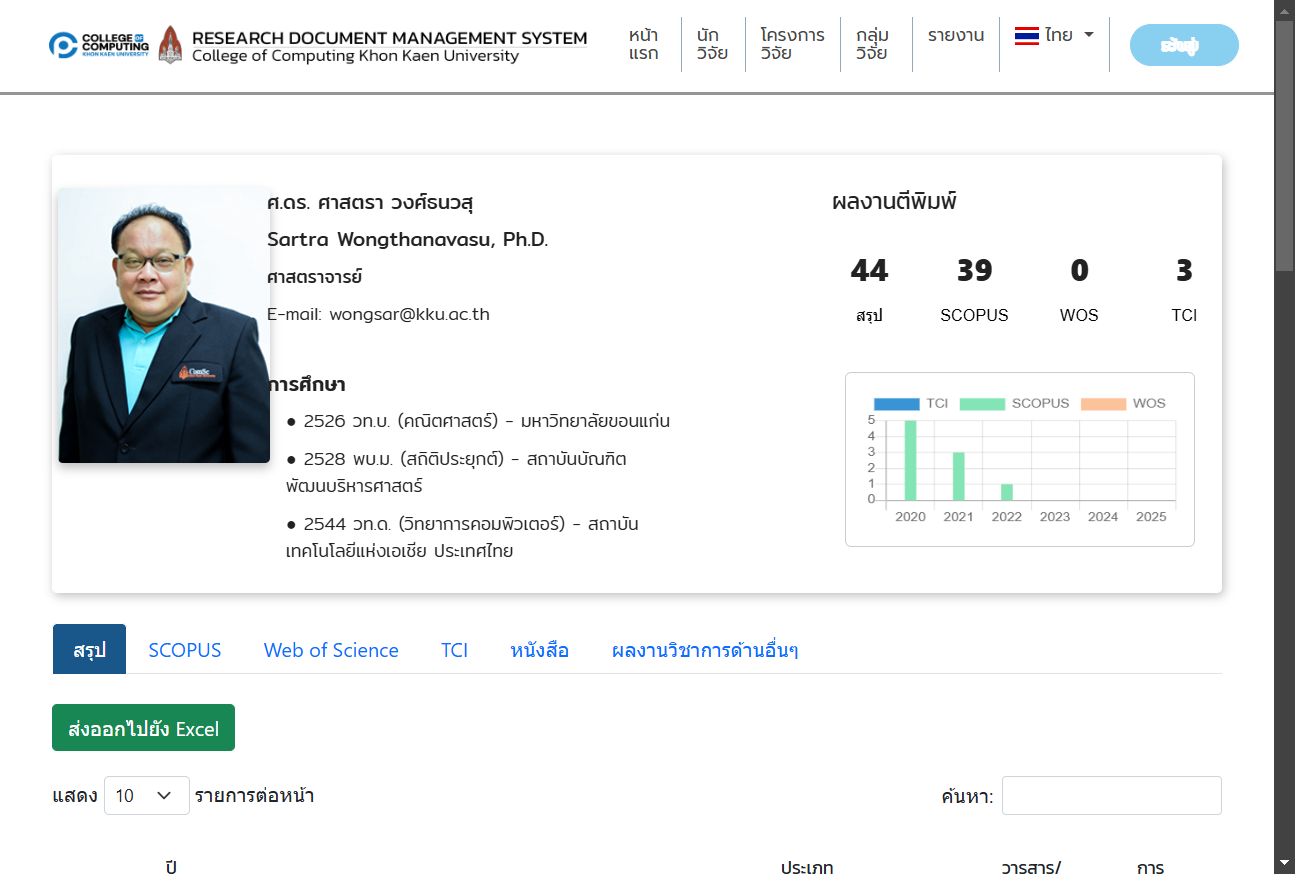 COLLEGE OF
COMPUTING
KHON KAEN UNIVERSITY
RESEARCH DOCUMENT MANAGEMENT SYSTEM
College of Computing Khon Kaen University
หน้า
แรก
นัก
วิจัย
โครงการ
วิจัย
กลุ่ม
วิจัย
รายงาน
ไทย
ศ.ดร. ศาสตรา วงศ์ธนวสุ
Sartra Wongthanavasu, Ph.D.
ศาสตราจารย์
E-mail: wongsar@kku.ac.th
การศึกษา
● 2526 วท.บ. (คณิตศาสตร์) - มหาวิทยาลัยขอนแก่น
● 2528 พบ.ม. (สถิติประยุกต์) - สถาบันบัณฑิต
พัฒนบริหารศาสตร์
● 2544 วท.ด. (วิทยาการคอมพิวเตอร์) - สถาบัน
เทคโนโลยีแห่งเอเชีย ประเทศไทย
ComSc
ผลงานตีพิมพ์
44 39 0 3
สรุป SCOPUS WOS TCI
TCI SCOPUS WOS
5
4
3
2
1
0
2020 2021 2022 2023 2024 2025
สรุป SCOPUS Web of Science TCI หนังสือ ผลงานวิชาการด้านอื่นๆ
ส่งออกไปยัง Excel
แสดง 10 รายการต่อหน้า ค้นหา:
ปี ประเภท วารสาร/ การ